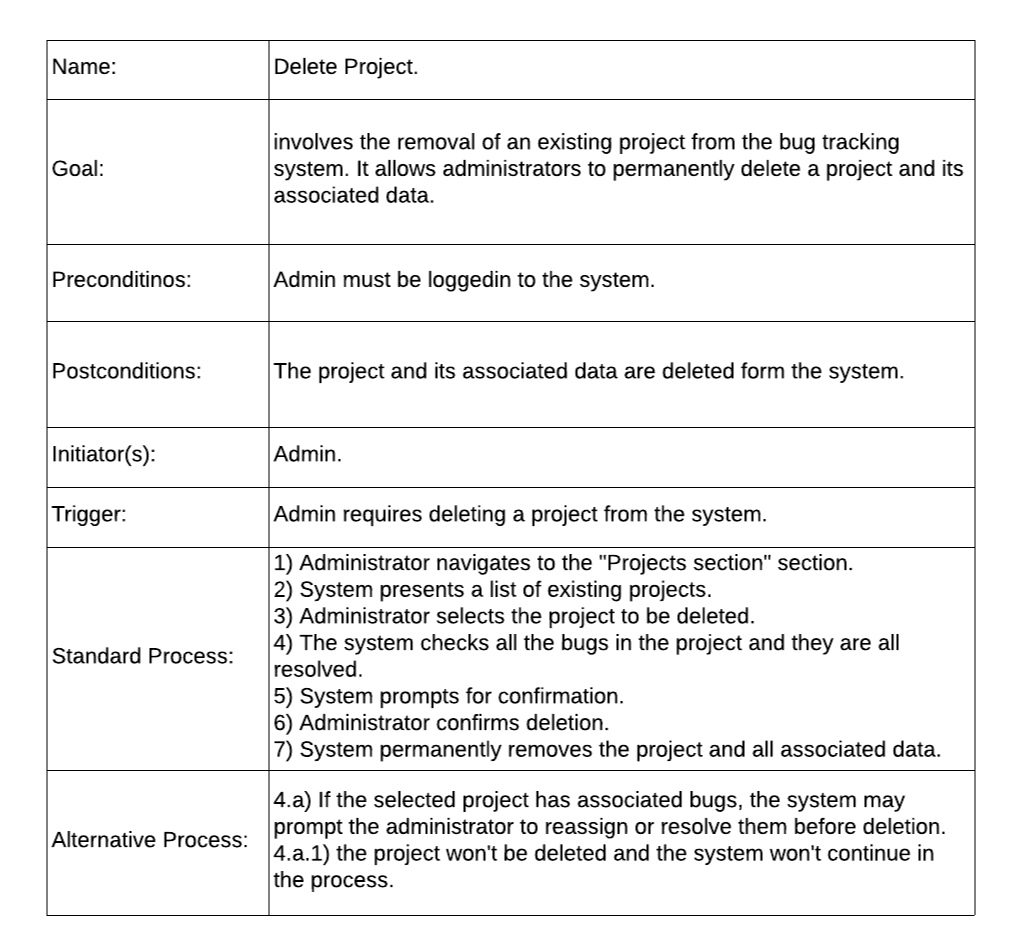 Name:
Delete Project.
Goal:
involves the removal of an existing project from the bug tracking
system. It allows administrators to permanently delete a project and its
associated data.
Preconditinos:
Admin must be loggedin to the system.
Postconditions:
The project and its associated data are deleted form the system.
Initiator(s):
Admin.
Trigger:
Admin requires deleting a project from the system.
Standard Process:
1) Administrator navigates to the "Projects section" section.
2) System presents a list of existing projects.
3) Administrator selects the project to be deleted.
4) The system checks all the bugs in the project and they are all
resolved.
5) System prompts for confirmation.
6) Administrator confirms deletion.
7) System permanently removes the project and all associated data.
Alternative Process:
4.a) If the selected project has associated bugs, the system may
prompt the administrator to reassign or resolve them before deletion.
4.a.1) the project won't be deleted and the system won't continue in
the process.